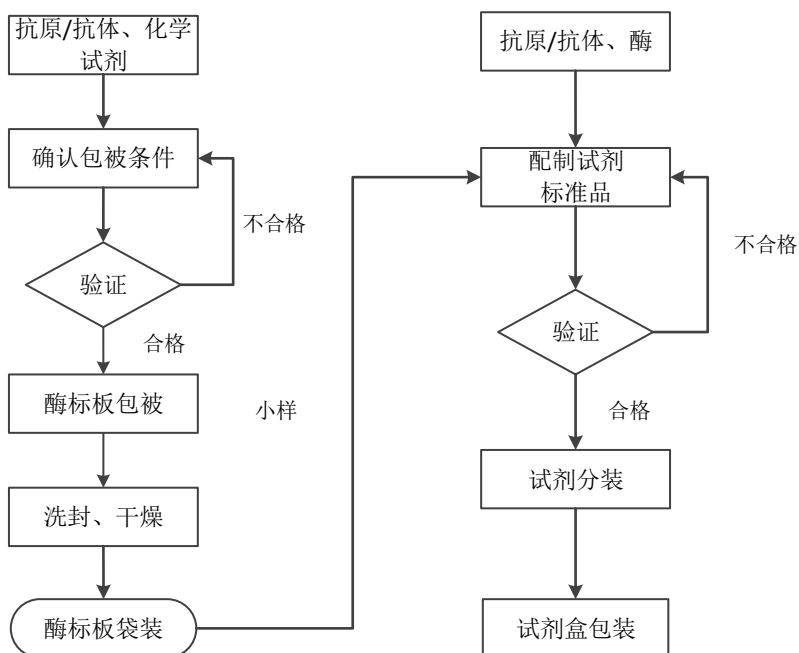 抗原/抗体、化学
试剂
确认包被条件
不合格
验证
合格
酶标板包被
小样
洗封、干燥
酶标板袋装
抗原/抗体、酶
配制试剂
标准品
不合格
验证
合格
试剂分装
试剂盒包装